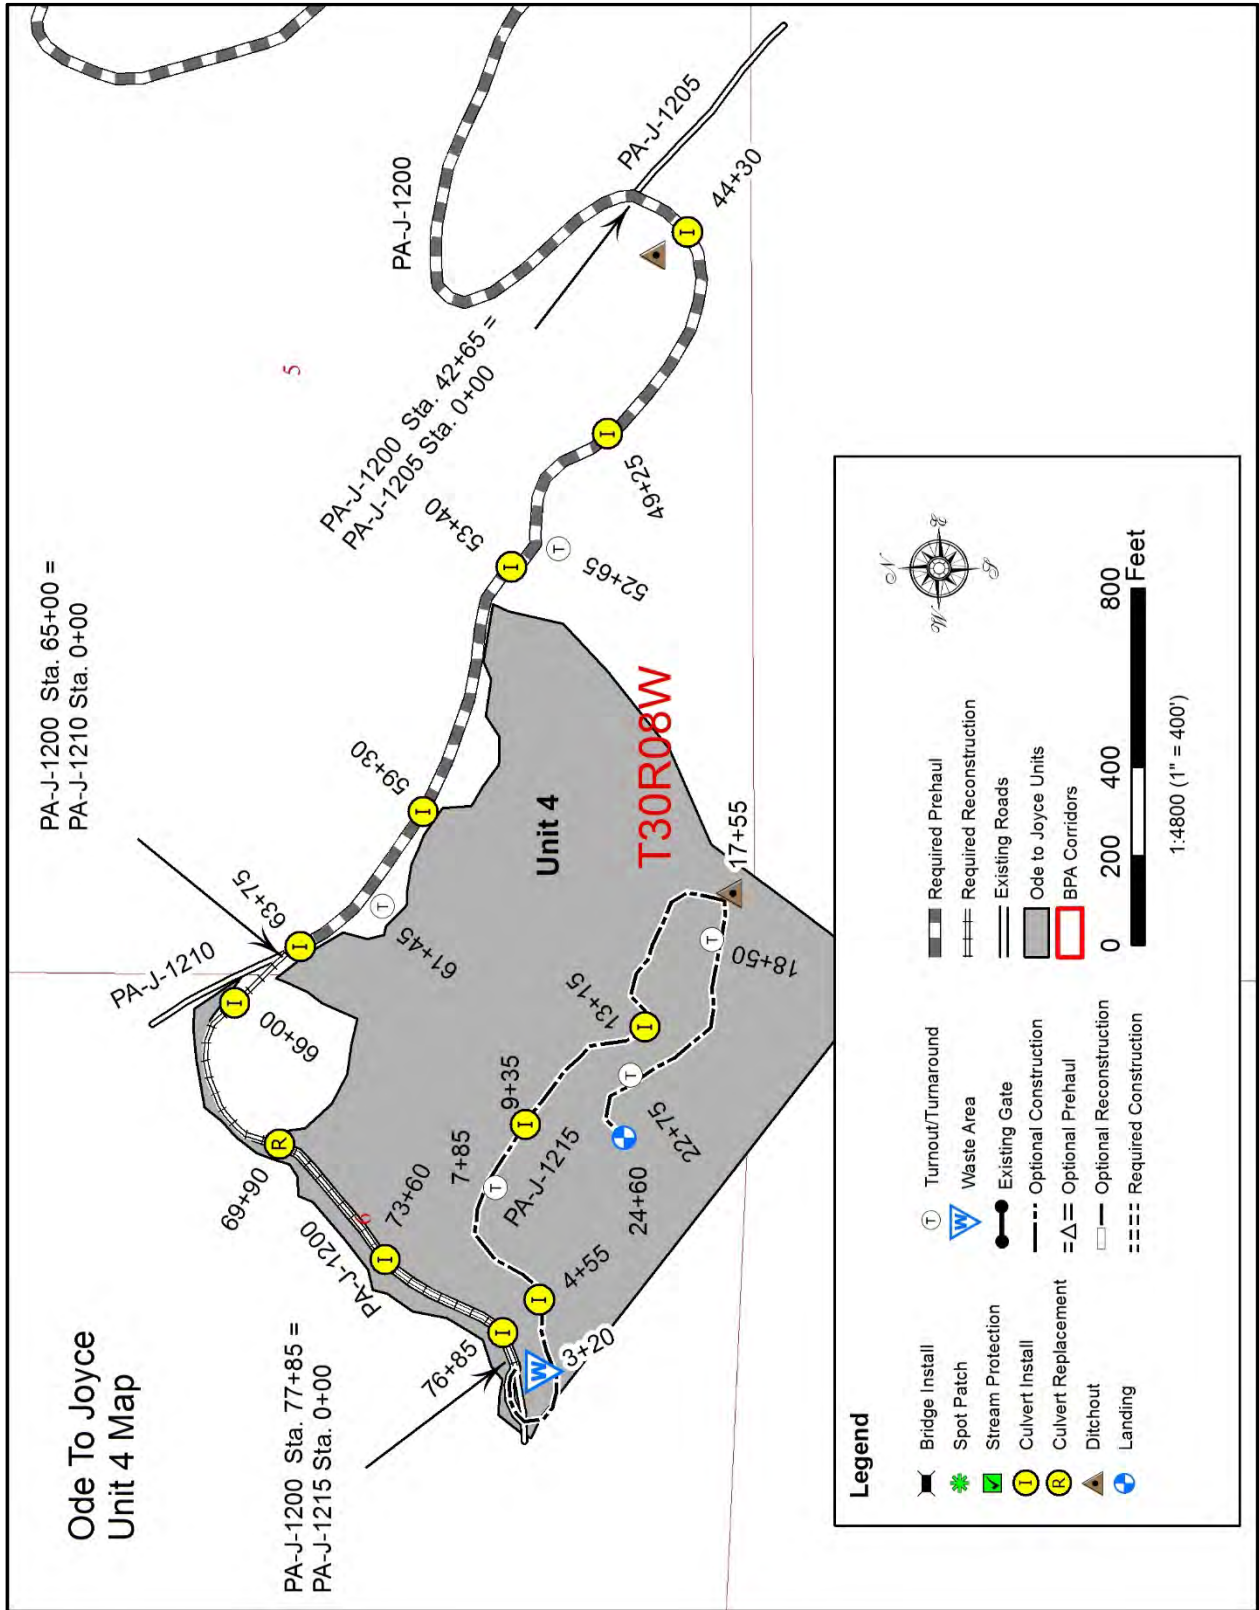 Ode To Joyce
Unit 4 Map
PA-J-1200 Sta. 77+85 =
PA-J-1215 Sta. 0+00
PA-J-1200 Sta. 65+00 =
PA-J-1210 Sta. 0+00
PA-J-1200 Sta. 42+65 =
PA-J-1205 Sta. 0+00
PA-J-1200
PA-J-1205
44+30
I
5
49+25
I
53+40
I
52+65
T
59+30
I
61+45
T
63+75
I
PA-J-1210
66+00
I
69+90
R
PA-J-1200
6
73+60
I
76+85
I
W
3+20
4+55
I
7+85
T
9+35
I
PA-J-1215
13+15
I
Unit 4
T30R08W
17+55
18+50
T
22+75
T
24+60
Legend
Bridge Install
Spot Patch
Stream Protection
I Culvert Install
R Culvert Replacement
Ditchout
Landing
T Turnout/Turnaround
W Waste Area
Existing Gate
Optional Construction
Optional Prehaul
Optional Reconstruction
Required Construction
Required Prehaul
Required Reconstruction
Existing Roads
Ode to Joyce Units
BPA Corridors
N
W
E
S
0 200 400 800
Feet
1:4800 (1" = 400')